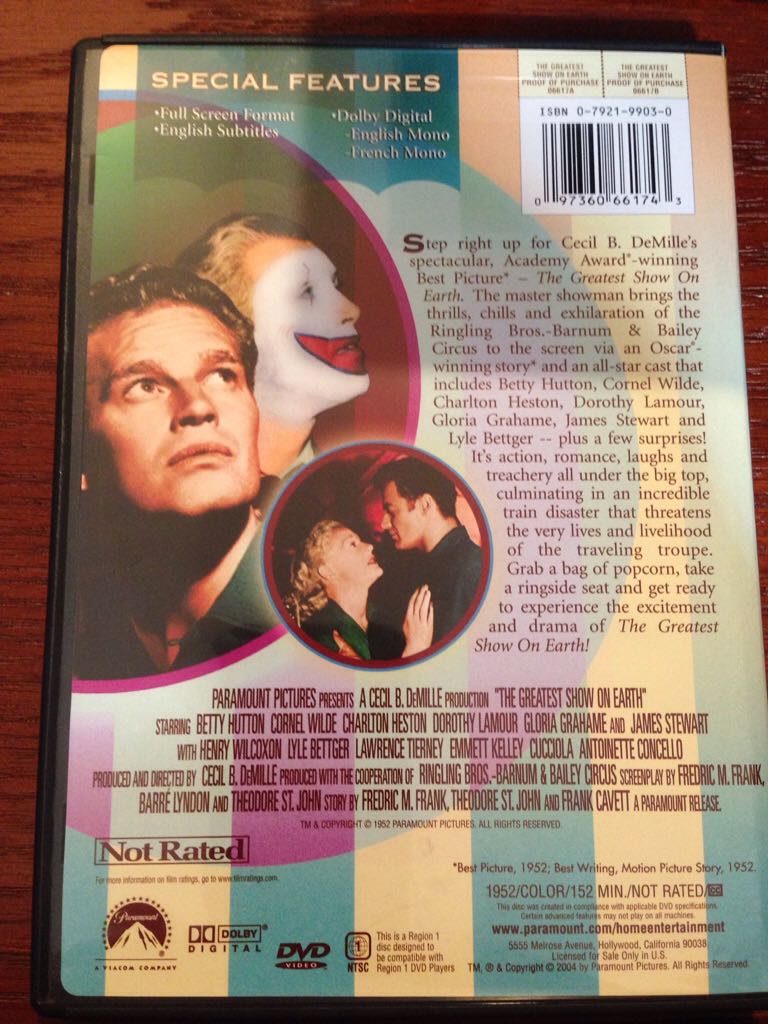 SPECIAL FEATURES
•Full Screen Format
•English Subtitles
•Dolby Digital
-English Mono
-French Mono
THE GREATEST
SHOW ON EARTH
PROOF OF PURCHASE
06617A
THE GREATEST
SHOW ON EARTH
PROOF OF PURCHASE
06617B
ISBN 0-7921-9903-0
0 97360 66174 3
Step right up for Cecil B. DeMille's
spectacular, Academy Award®-winning
Best Picture* – The Greatest Show On
Earth. The master showman brings the
thrills, chills and exhilaration of the
Ringling Bros.-Barnum & Bailey
Circus to the screen via an Oscar®-
winning story* and an all-star cast that
includes Betty Hutton, Cornel Wilde,
Charlton Heston, Dorothy Lamour,
Gloria Grahame, James Stewart and
Lyle Bettger -- plus a few surprises!
It's action, romance, laughs and
treachery all under the big top,
culminating in an incredible
train disaster that threatens
the very lives and livelihood
of the traveling troupe.
Grab a bag of popcorn, take
a ringside seat and get ready
to experience the excitement
and drama of The Greatest
Show On Earth!
PARAMOUNT PICTURES PRESENTS A CECIL B. DeMILLE PRODUCTION "THE GREATEST SHOW ON EARTH"
STARRING BETTY HUTTON CORNEL WILDE CHARLTON HESTON DOROTHY LAMOUR GLORIA GRAHAME AND JAMES STEWART
WITH HENRY WILCOXON LYLE BETTGER LAWRENCE TIERNEY EMMETT KELLEY CUCCIOLA ANTOINETTE CONCELLO
PRODUCED AND DIRECTED BY CECIL B. DeMILLE PRODUCED WITH THE COOPERATION OF RINGLING BROS.-BARNUM & BAILEY CIRCUS SCREENPLAY BY FREDRIC M. FRANK,
BARRÉ LYNDON AND THEODORE ST. JOHN STORY BY FREDRIC M. FRANK, THEODORE ST. JOHN AND FRANK CAVETT A PARAMOUNT RELEASE.
TM & COPYRIGHT © 1952 PARAMOUNT PICTURES. ALL RIGHTS RESERVED.
Not Rated
For more information on film ratings, go to www.filmratings.com.
*Best Picture, 1952; Best Writing, Motion Picture Story, 1952.
1952/COLOR/152 MIN./NOT RATED/CC
This disc was created in compliance with applicable DVD specifications.
Certain advanced features may not play on all machines.
www.paramount.com/homeentertainment
5555 Melrose Avenue, Hollywood, California 90038
Licensed for Sale Only in U.S.
TM, ® & Copyright © 2004 by Paramount Pictures. All Rights Reserved.
Paramount
A VIACOM COMPANY
DOLBY
DIGITAL
DVD
VIDEO
1
NTSC
This is a Region 1
disc designed to
be compatible with
Region 1 DVD Players